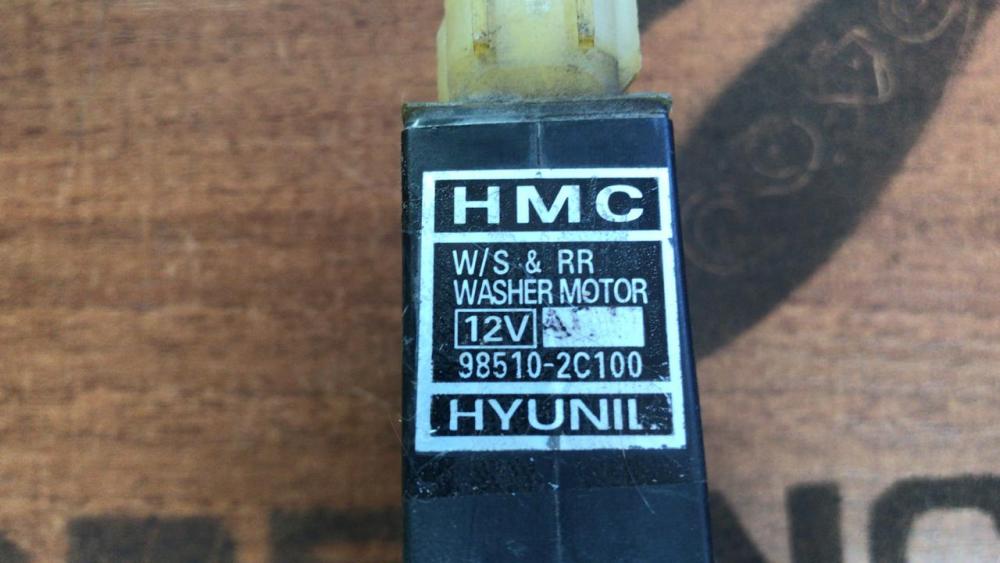 HMC
W/S & RR
WASHER MOTOR
12V
98510-2C100
HYUNIL